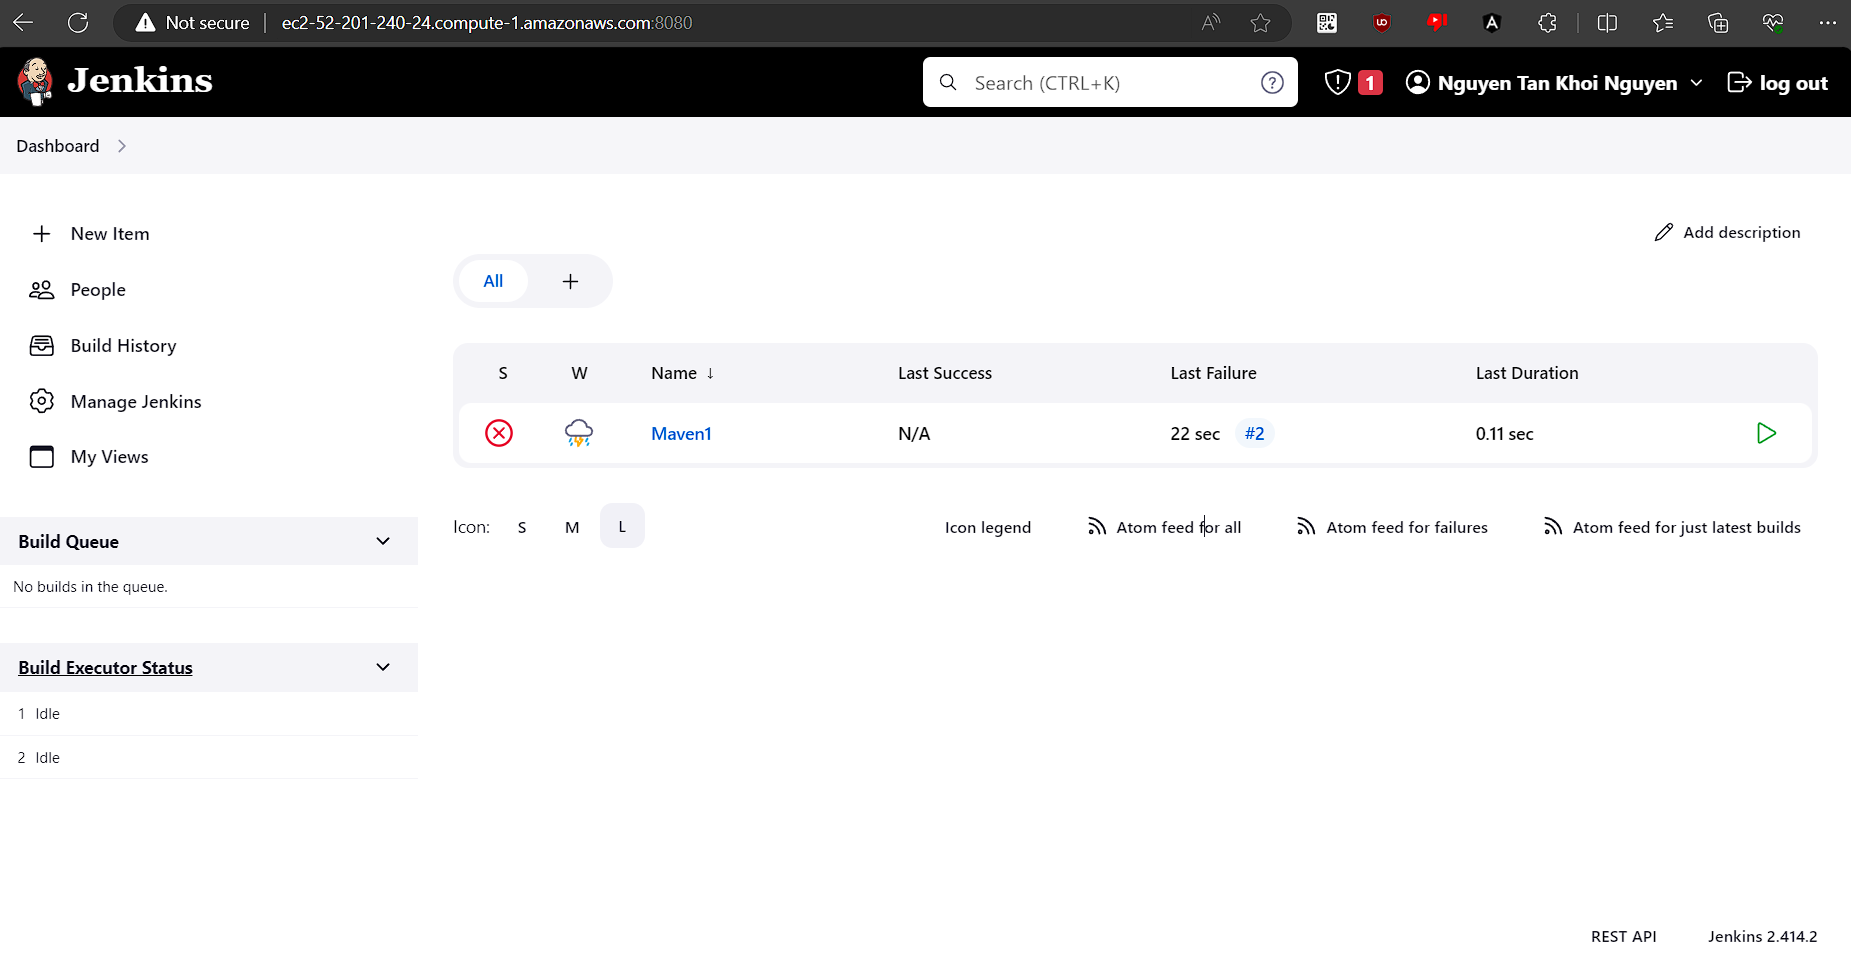 Not secure ec2-52-201-240-24.compute-1.amazonaws.com:8080
Jenkins
Search (CTRL+K)
1
Nguyen Tan Khoi Nguyen
log out
Dashboard
New Item
People
Build History
Manage Jenkins
My Views
Build Queue
No builds in the queue.
Build Executor Status
1 Idle
2 Idle
Add description
All
S W Name ↓ Last Success Last Failure Last Duration
Maven1 N/A 22 sec #2 0.11 sec
Icon: S M L
Icon legend Atom feed for all Atom feed for failures Atom feed for just latest builds
REST API Jenkins 2.414.2